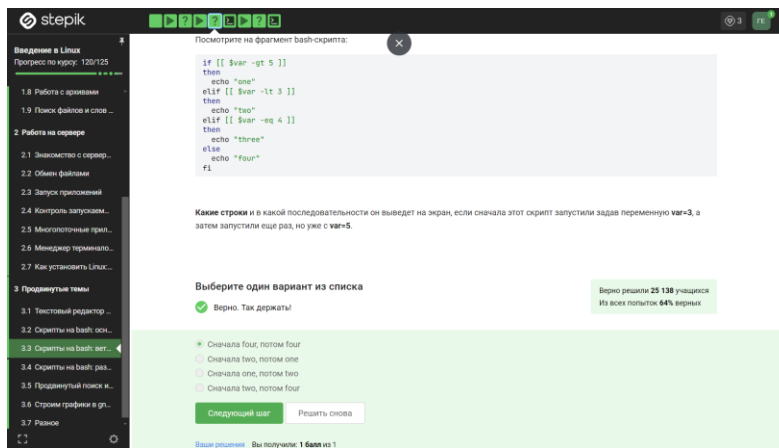 stepik
3
ГЕ
1
Введение в Linux
Прогресс по курсу: 120/125
1.8 Работа с архивами
1.9 Поиск файлов и слов ...
2 Работа на сервере
2.1 Знакомство с сервер...
2.2 Обмен файлами
2.3 Запуск приложений
2.4 Контроль запускаем...
2.5 Многопоточные прил...
2.6 Менеджер терминало...
2.7 Как установить Linux:...
3 Продвинутые темы
3.1 Текстовый редактор ...
3.2 Скрипты на bash: осн...
3.3 Скрипты на bash: вет...
3.4 Скрипты на bash: раз...
3.5 Продвинутый поиск и...
3.6 Строим графики в gn...
3.7 Разное
Посмотрите на фрагмент bash-скрипта:
if [[ $var -gt 5 ]]
then
echo "one"
elif [[ $var -lt 3 ]]
then
echo "two"
elif [[ $var -eq 4 ]]
then
echo "three"
else
echo "four"
fi
Какие строки и в какой последовательности он выведет на экран, если сначала этот скрипт запустили задав переменную var=3, а
затем запустили еще раз, но уже с var=5.
Выберите один вариант из списка
Верно. Так держать!
Верно решили 25 138 учащихся
Из всех попыток 64% верных
Сначала four, потом four
Сначала two, потом one
Сначала one, потом two
Сначала two, потом four
Следующий шаг
Решить снова
Ваши решения Вы получили: 1 балл из 1